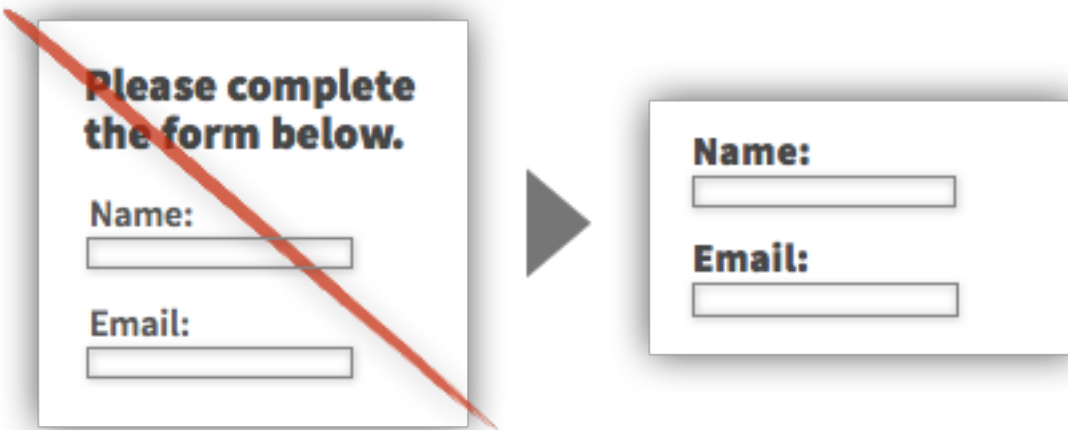 Please complete
the form below.
Name:
Email:
Name:
Email: